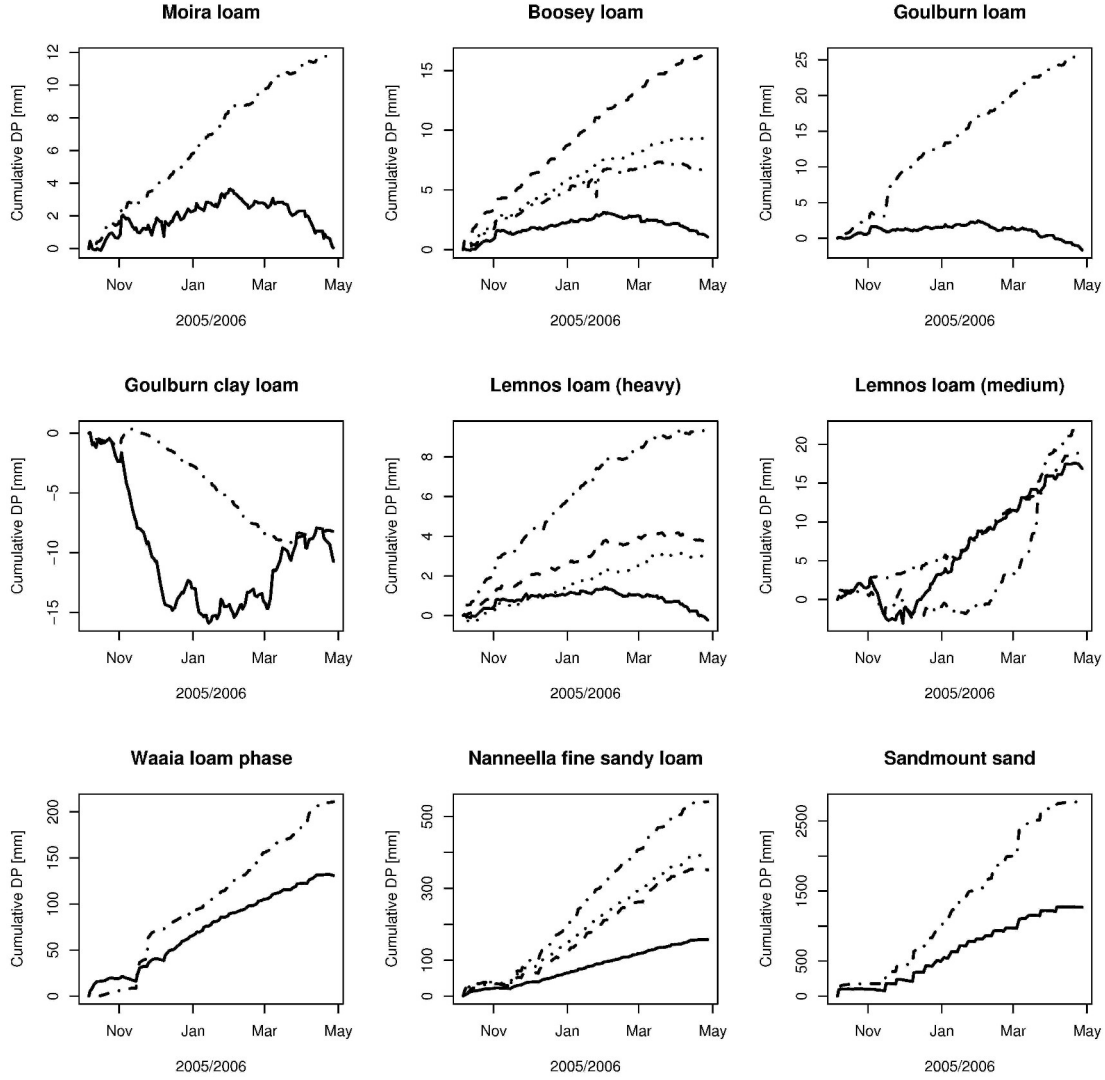 Moira loam
Boosey loam
Goulburn loam
Cumulative DP [mm]
0 2 4 6 8 10 12
Nov Jan Mar May
2005/2006
Cumulative DP [mm]
0 5 10 15
Nov Jan Mar May
2005/2006
Cumulative DP [mm]
0 5 10 15 20 25
Nov Jan Mar May
2005/2006
Goulburn clay loam
Lemnos loam (heavy)
Lemnos loam (medium)
Cumulative DP [mm]
−15 −10 −5 0
Nov Jan Mar May
2005/2006
Cumulative DP [mm]
0 2 4 6 8
Nov Jan Mar May
2005/2006
Cumulative DP [mm]
0 5 10 15 20
Nov Jan Mar May
2005/2006
Waaia loam phase
Nanneella fine sandy loam
Sandmount sand
Cumulative DP [mm]
0 50 100 150 200
Nov Jan Mar May
2005/2006
Cumulative DP [mm]
0 100 300 500
Nov Jan Mar May
2005/2006
Cumulative DP [mm]
0 500 1500 2500
Nov Jan Mar May
2005/2006